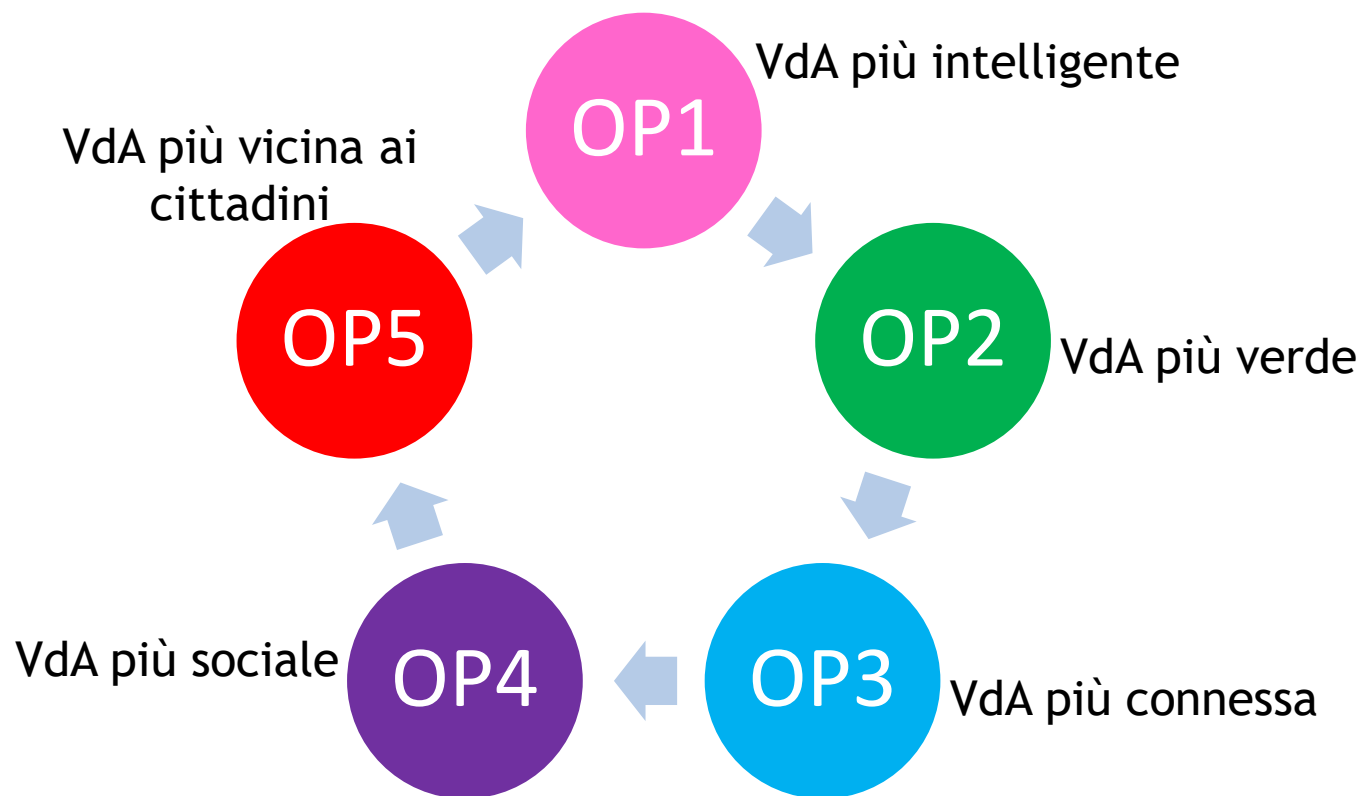 OP1
VdA più intelligente
OP2
VdA più verde
OP3
VdA più connessa
OP4
VdA più sociale
OP5
VdA più vicina ai
cittadini